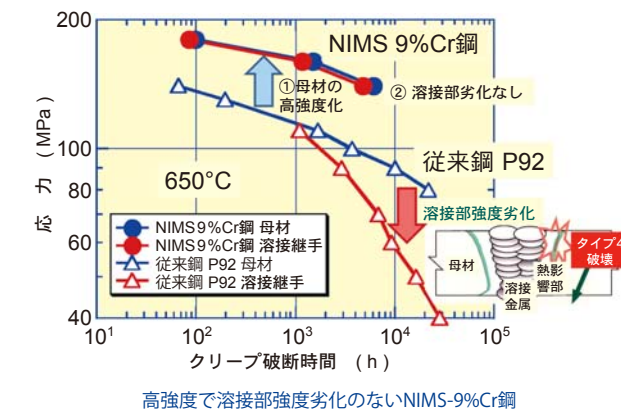 200
100
80
60
40
応 力 (MPa)
NIMS 9%Cr鋼
①母材の
高強度化
② 溶接部劣化なし
従来鋼 P92
650°C
溶接部強度劣化
NIMS9%Cr鋼 母材
NIMS9%Cr鋼 溶接継手
従来鋼 P92 母材
従来鋼 P92 溶接継手
母材
溶接
金属
熱影
響部
タイプ4
破壊
10¹
10²
10³
10⁴
10⁵
クリープ破断時間 (h)
高強度で溶接部強度劣化のないNIMS-9%Cr鋼